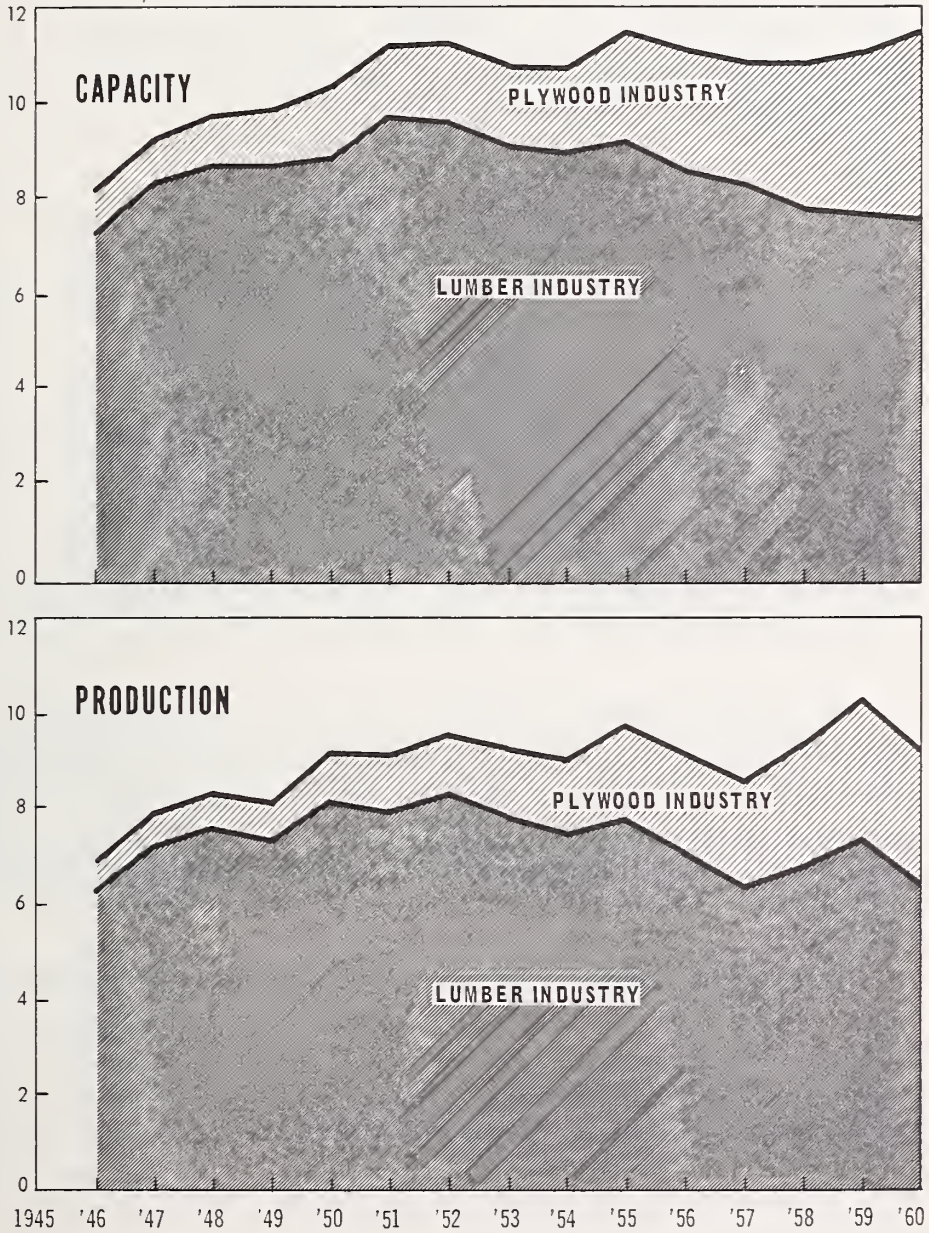 12
CAPACITY
PLYWOOD INDUSTRY
10
8
LUMBER INDUSTRY
6
4
2
0
12
PRODUCTION
10
PLYWOOD INDUSTRY
8
6
LUMBER INDUSTRY
4
2
0
1945 '46 '47 '48 '49 '50 '51 '52 '53 '54 '55 '56 '57 '58 '59 '60